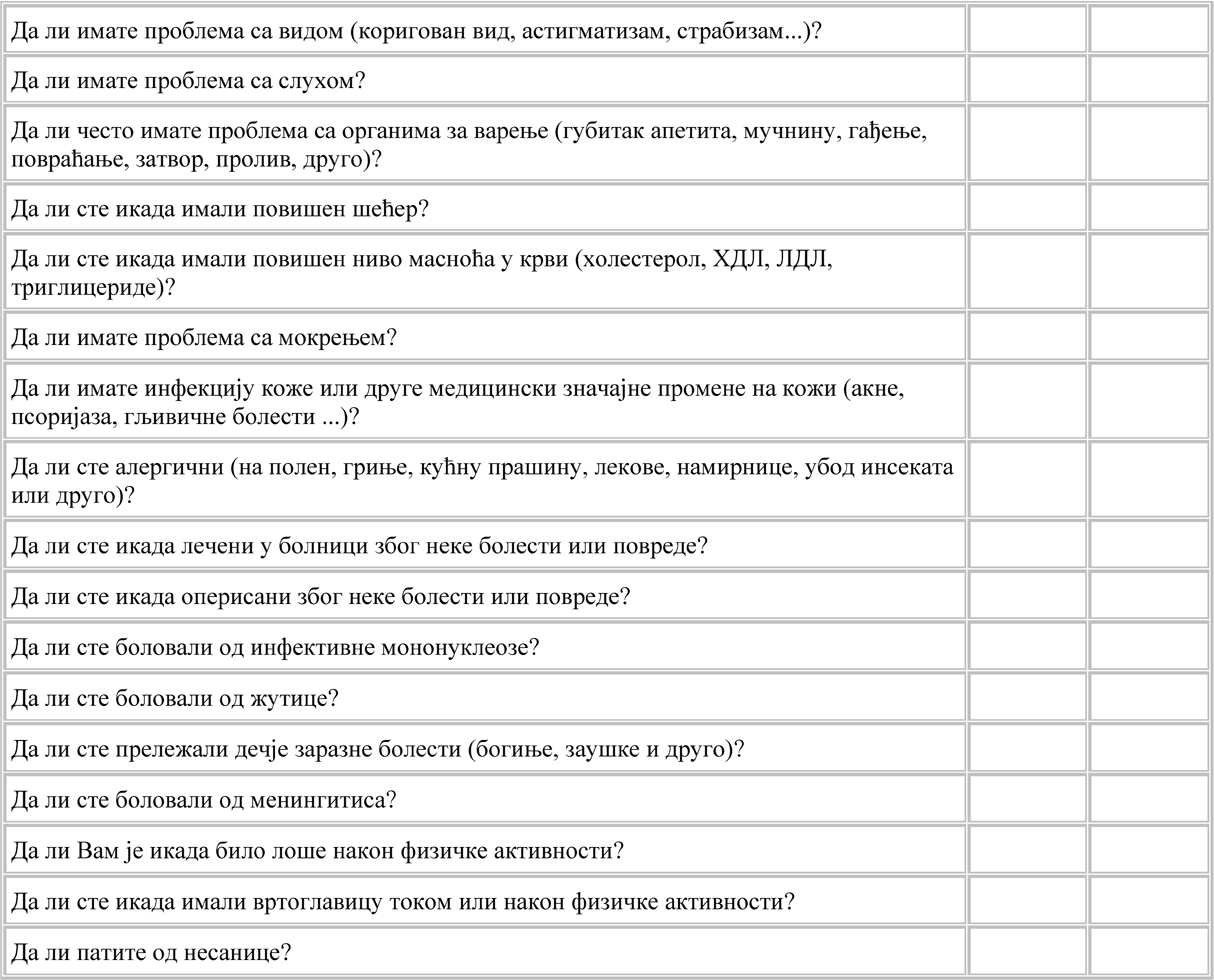 Да ли имате проблема са видом (коригован вид, астигматизам, страбизам...)?
Да ли имате проблема са слухом?
Да ли често имате проблема са органима за варење (губитак апетита, мучнину, гађење,
повраћање, затвор, пролив, друго)?
Да ли сте икада имали повишен шећер?
Да ли сте икада имали повишен ниво масноћа у крви (холестерол, ХДЛ, ЛДЛ,
триглицериде)?
Да ли имате проблема са мокрењем?
Да ли имате инфекцију коже или друге медицински значајне промене на кожи (акне,
псоријаза, гљивичне болести ...)?
Да ли сте алергични (на полен, гриње, кућну прашину, лекове, намирнице, убод инсеката
или друго)?
Да ли сте икада лечени у болници због неке болести или повреде?
Да ли сте икада оперисани због неке болести или повреде?
Да ли сте боловали од инфективне мононуклеозе?
Да ли сте боловали од жутице?
Да ли сте прележали дечје заразне болести (богиње, заушке и друго)?
Да ли сте боловали од менингитиса?
Да ли Вам је икада било лоше након физичке активности?
Да ли сте икада имали вртоглавицу током или након физичке активности?
Да ли патите од несанице?